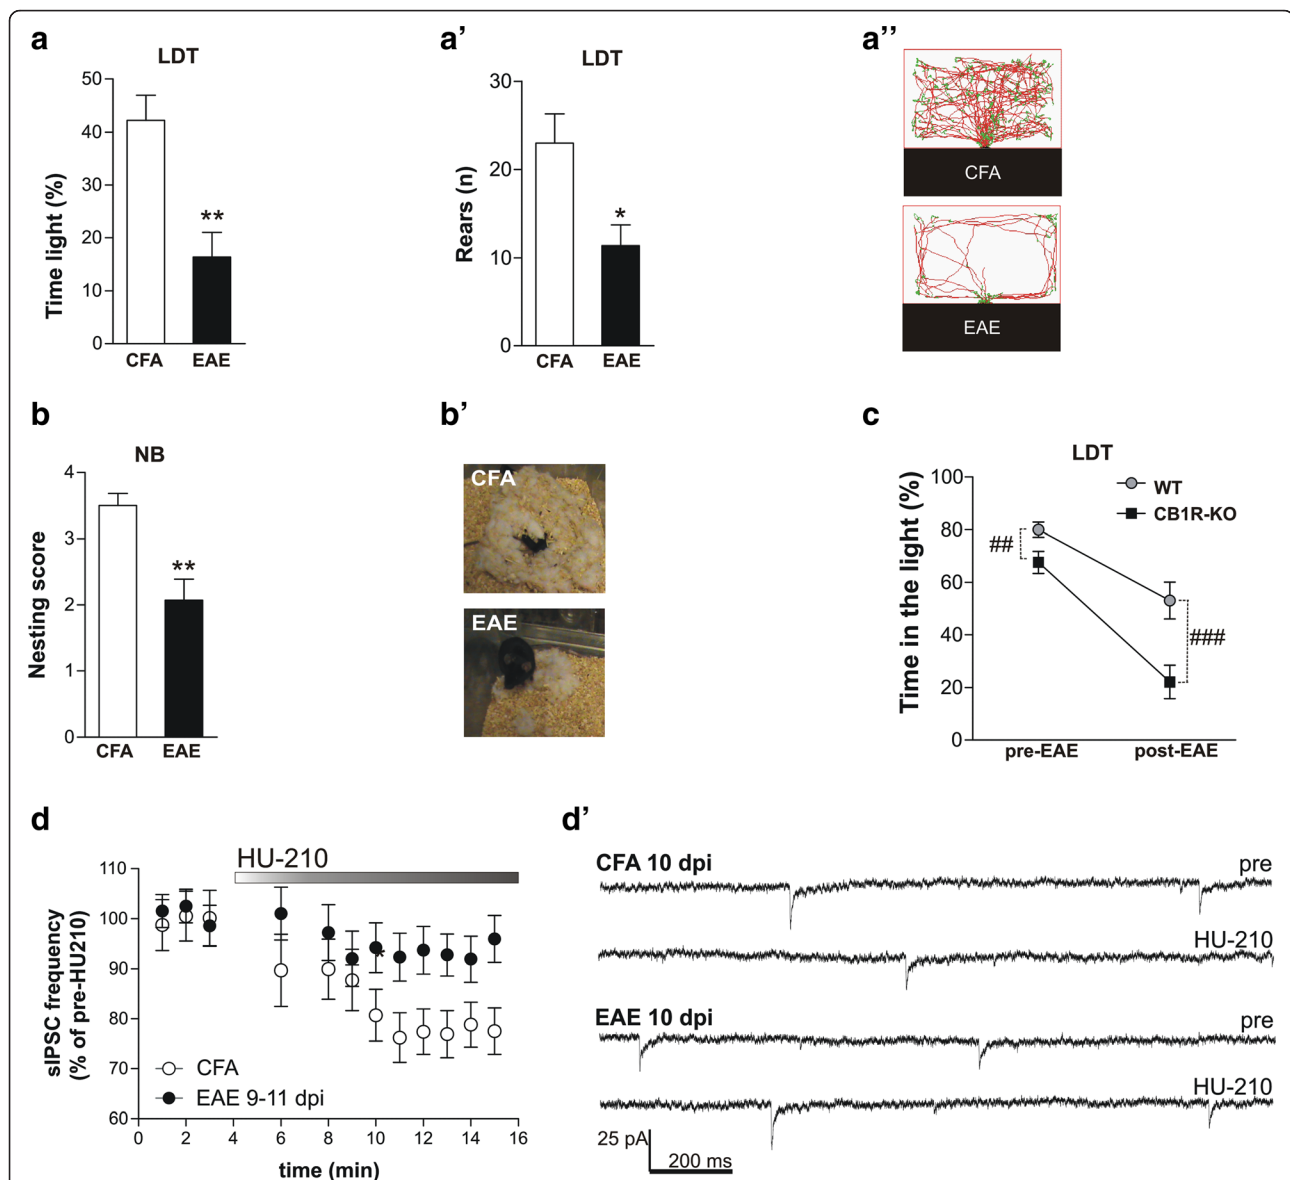 a
LDT
Time light (%)
50
40
30
20
10
0
**
CFA
EAE
a’
LDT
Rears (n)
30
20
10
0
*
CFA
EAE
a’’
CFA
EAE
b
NB
Nesting score
4
3
2
1
0
**
CFA
EAE
b’
CFA
EAE
c
LDT
Time in the light (%)
100
80
60
40
20
0
WT
CB1R-KO
##
###
pre-EAE
post-EAE
d
HU-210
sIPSC frequency
(% of pre-HU210)
110
100
90
80
70
60
*
CFA
EAE 9-11 dpi
0 2 4 6 8 10 12 14 16
time (min)
d’
CFA 10 dpi
pre
HU-210
EAE 10 dpi
pre
HU-210
25 pA
200 ms